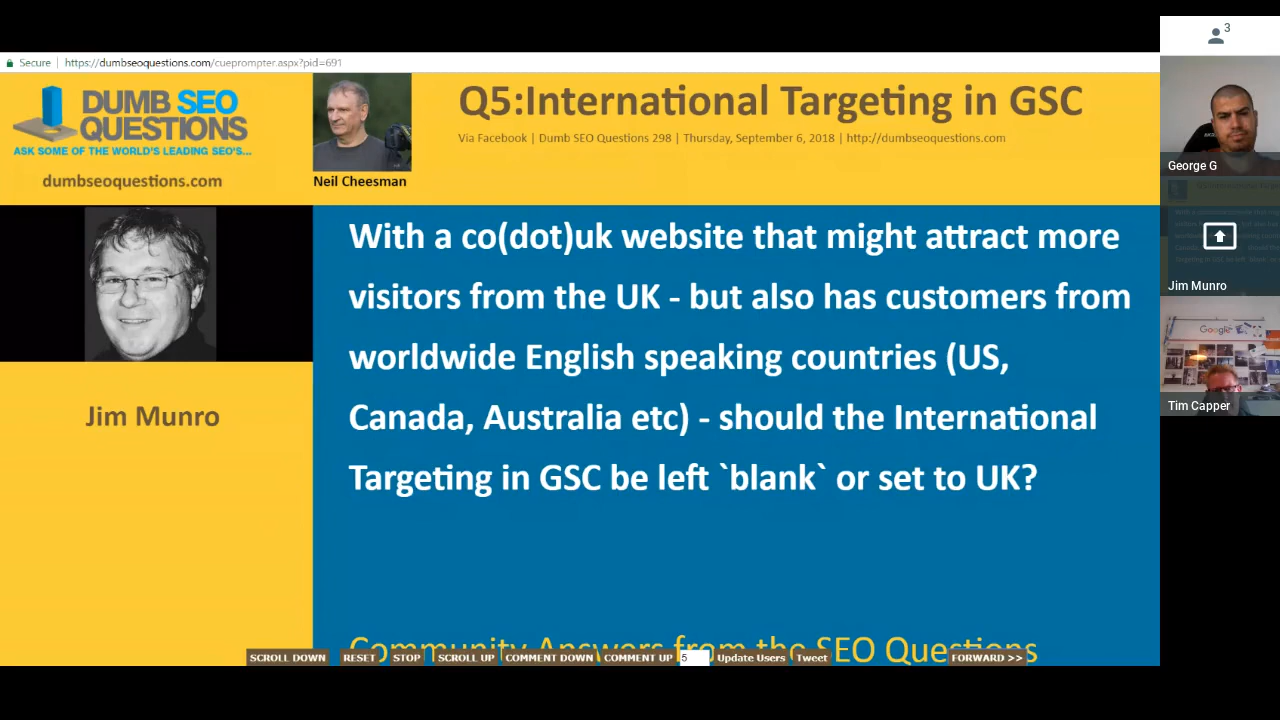 3
Secure | https://dumbseoquestions.com/cueprompter.aspx?pid=691
DUMB SEO
QUESTIONS
ASK SOME OF THE WORLD'S LEADING SEO'S...
dumbseoquestions.com
Neil Cheesman
Q5:International Targeting in GSC
Via Facebook | Dumb SEO Questions 298 | Thursday, September 6, 2018 | http://dumbseoquestions.com
George G
Jim Munro
Google
Tim Capper
Jim Munro
With a co(dot)uk website that might attract more
visitors from the UK - but also has customers from
worldwide English speaking countries (US,
Canada, Australia etc) - should the International
Targeting in GSC be left `blank` or set to UK?
Community Answers from the SEO Questions
SCROLL DOWN RESET STOP SCROLL UP COMMENT DOWN COMMENT UP 5 Update Users Tweet FORWARD >>